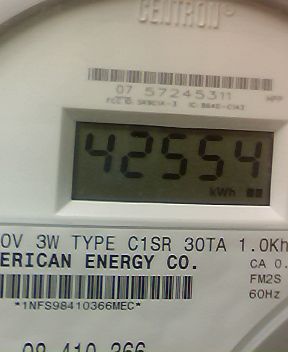 CENTRON®
07 57245311
42554
kWh
0V 3W TYPE C1SR 30TA 1.0Kh
ERICAN ENERGY CO.
CA 0.
FM2S
60Hz
*1NFS98410366MEC*
98 410 366